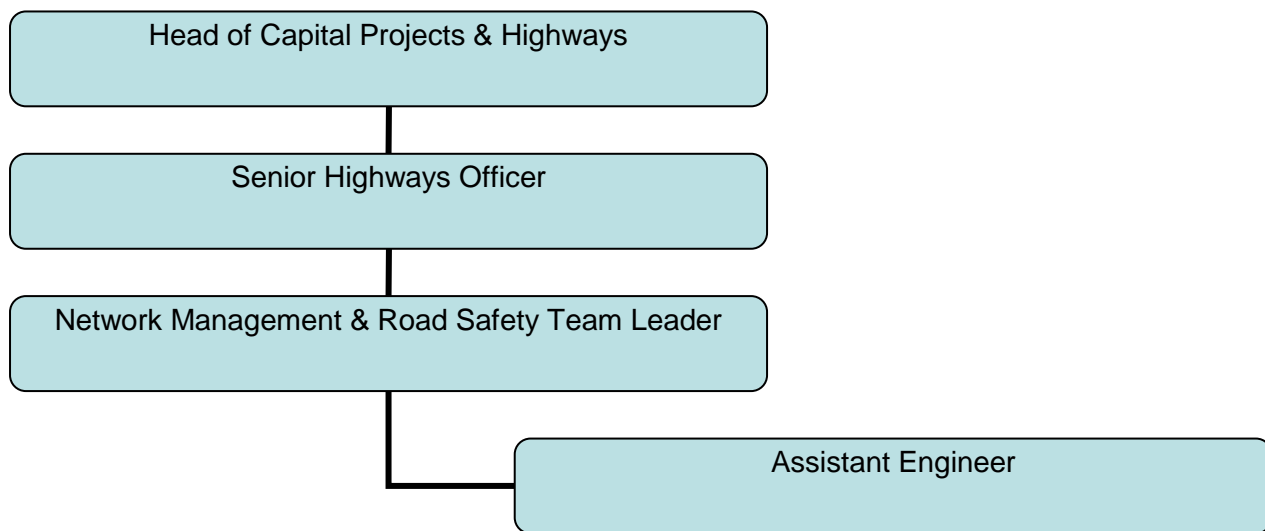 Head of Capital Projects & Highways
Senior Highways Officer
Network Management & Road Safety Team Leader
Assistant Engineer